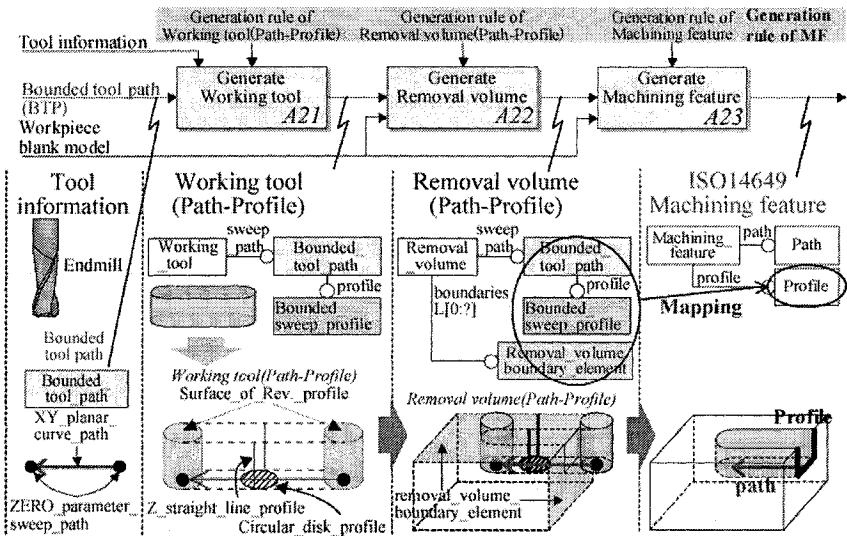 Generation rule of
Working tool(Path-Profile)
Generation rule of
Removal volume(Path-Profile)
Generation rule of
Machining feature
Generation
rule of MF
Tool information
Bounded tool path
(BTP)
Workpiece
blank model
Generate
Working tool
A21
Generate
Removal volume
A22
Generate
Machining feature
A23
Tool
information
Endmill
Bounded
tool path
Bounded
tool_path
XY_planar_
curve_path
ZERO_parameter_
sweep_path
Working tool
(Path-Profile)
Working
_tool
sweep
path
Bounded
tool_path
profile
Bounded
sweep_profile
Working tool(Path-Profile)
Surface_of_Rev._profile
Z_straight_line_profile
Circular_disk_profile
Removal volume
(Path-Profile)
Removal
_volume
sweep
path
Bounded
tool_path
profile
boundaries
L[0:?]
Bounded
sweep_profile
Removal_volume_
boundary_element
Removal volume(Path-Profile)
removal_volume_
boundary_element
ISO14649
Machining feature
Machining_
feature
path
Path
profile
Profile
Mapping
Profile
path